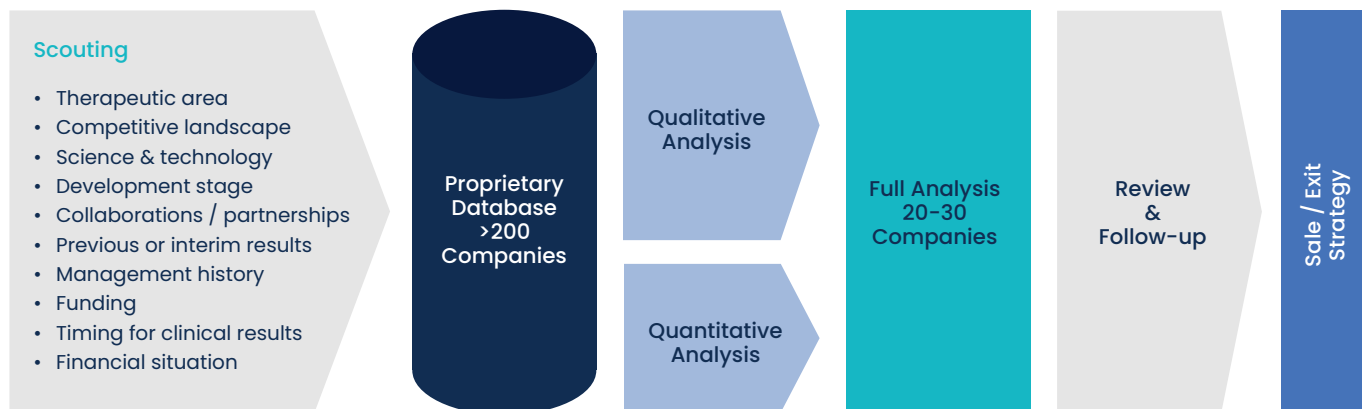 Scouting
• Therapeutic area
• Competitive landscape
• Science & technology
• Development stage
• Collaborations / partnerships
• Previous or interim results
• Management history
• Funding
• Timing for clinical results
• Financial situation
Proprietary
Database
>200
Companies
Qualitative
Analysis
Quantitative
Analysis
Full Analysis
20-30
Companies
Review
&
Follow-up
Sale / Exit
Strategy